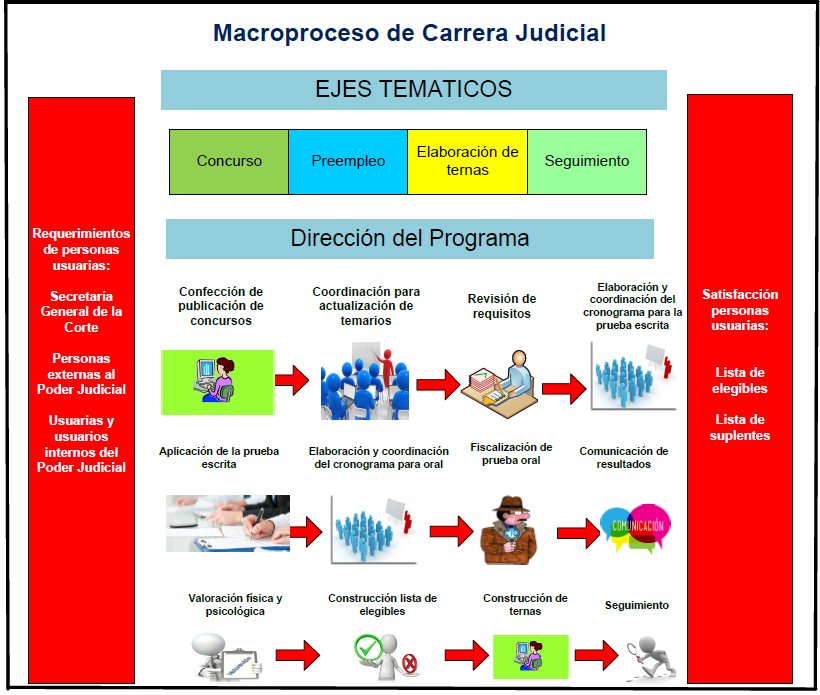 Macroproceso de Carrera Judicial
EJES TEMATICOS
Concurso
Preempleo
Elaboración de
ternas
Seguimiento
Dirección del Programa
Requerimientos
de personas
usuarias:
Secretaría
General de la
Corte
Personas
externas al
Poder Judicial
Usuarias y
usuarios
internos del
Poder Judicial
Confección de
publicación de
concursos
Coordinación para
actualización de
temarios
Revisión de
requisitos
Elaboración y
coordinación del
cronograma para la
prueba escrita
Aplicación de la prueba
escrita
Elaboración y coordinación
del cronograma para oral
Fiscalización de
prueba oral
Comunicación de
resultados
COMUNICACIÓN
Valoración física y
psicológica
Construcción lista de
elegibles
Construcción de
ternas
Seguimiento
Satisfacción
personas
usuarias:
Lista de
elegibles
Lista de
suplentes